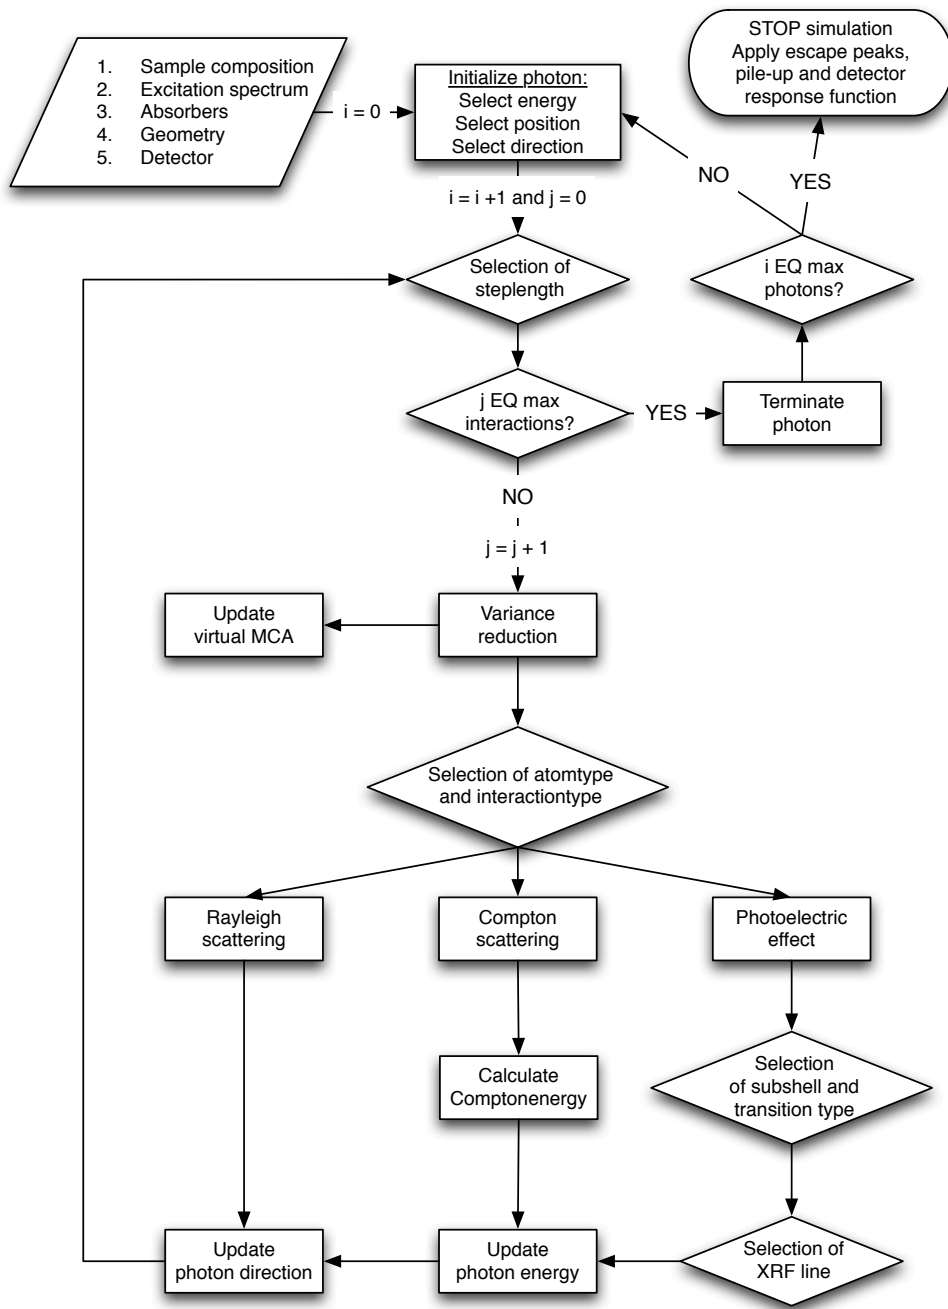 1. Sample composition
2. Excitation spectrum
3. Absorbers
4. Geometry
5. Detector
i = 0
Initialize photon:
Select energy
Select position
Select direction
STOP simulation
Apply escape peaks,
pile-up and detector
response function
NO
YES
i = i +1 and j = 0
Selection of
steplength
i EQ max
photons?
j EQ max
interactions?
YES
Terminate
photon
NO
j = j + 1
Update
virtual MCA
Variance
reduction
Selection of atomtype
and interactiontype
Rayleigh
scattering
Compton
scattering
Photoelectric
effect
Calculate
Comptonenergy
Selection
of subshell and
transition type
Update
photon direction
Update
photon energy
Selection of
XRF line